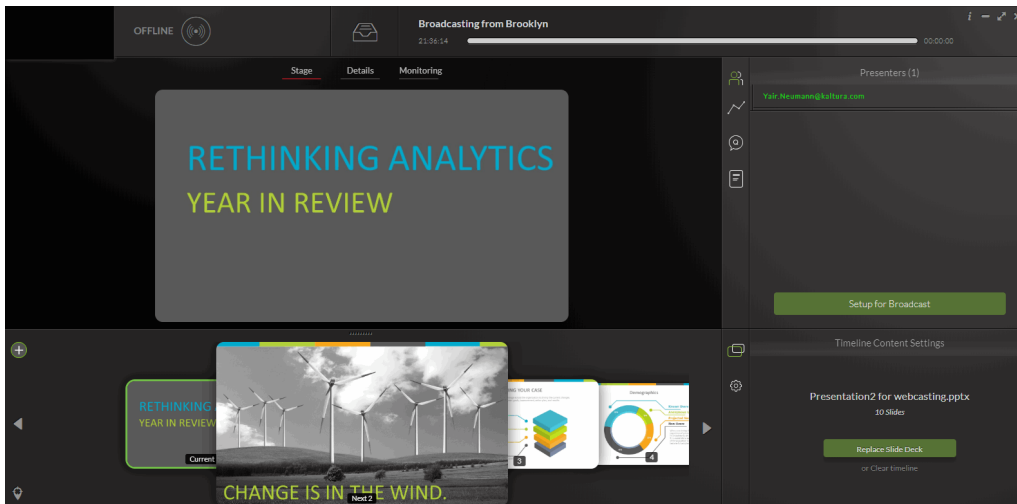 OFFLINE
Broadcasting from Brooklyn
21:36:14
00:00:00
i
Stage
Details
Monitoring
RETHINKING ANALYTICS
YEAR IN REVIEW
Presenters (1)
Yair.Neumann@kaltura.com
Setup for Broadcast
RETHINKING
YEAR IN REVIEW
Current
CHANGE IS IN THE WIND.
Next 2
YOUR CASE
3
Demographics
4
Timeline Content Settings
Presentation2 for webcasting.pptx
10 Slides
Replace Slide Deck
or Clear timeline